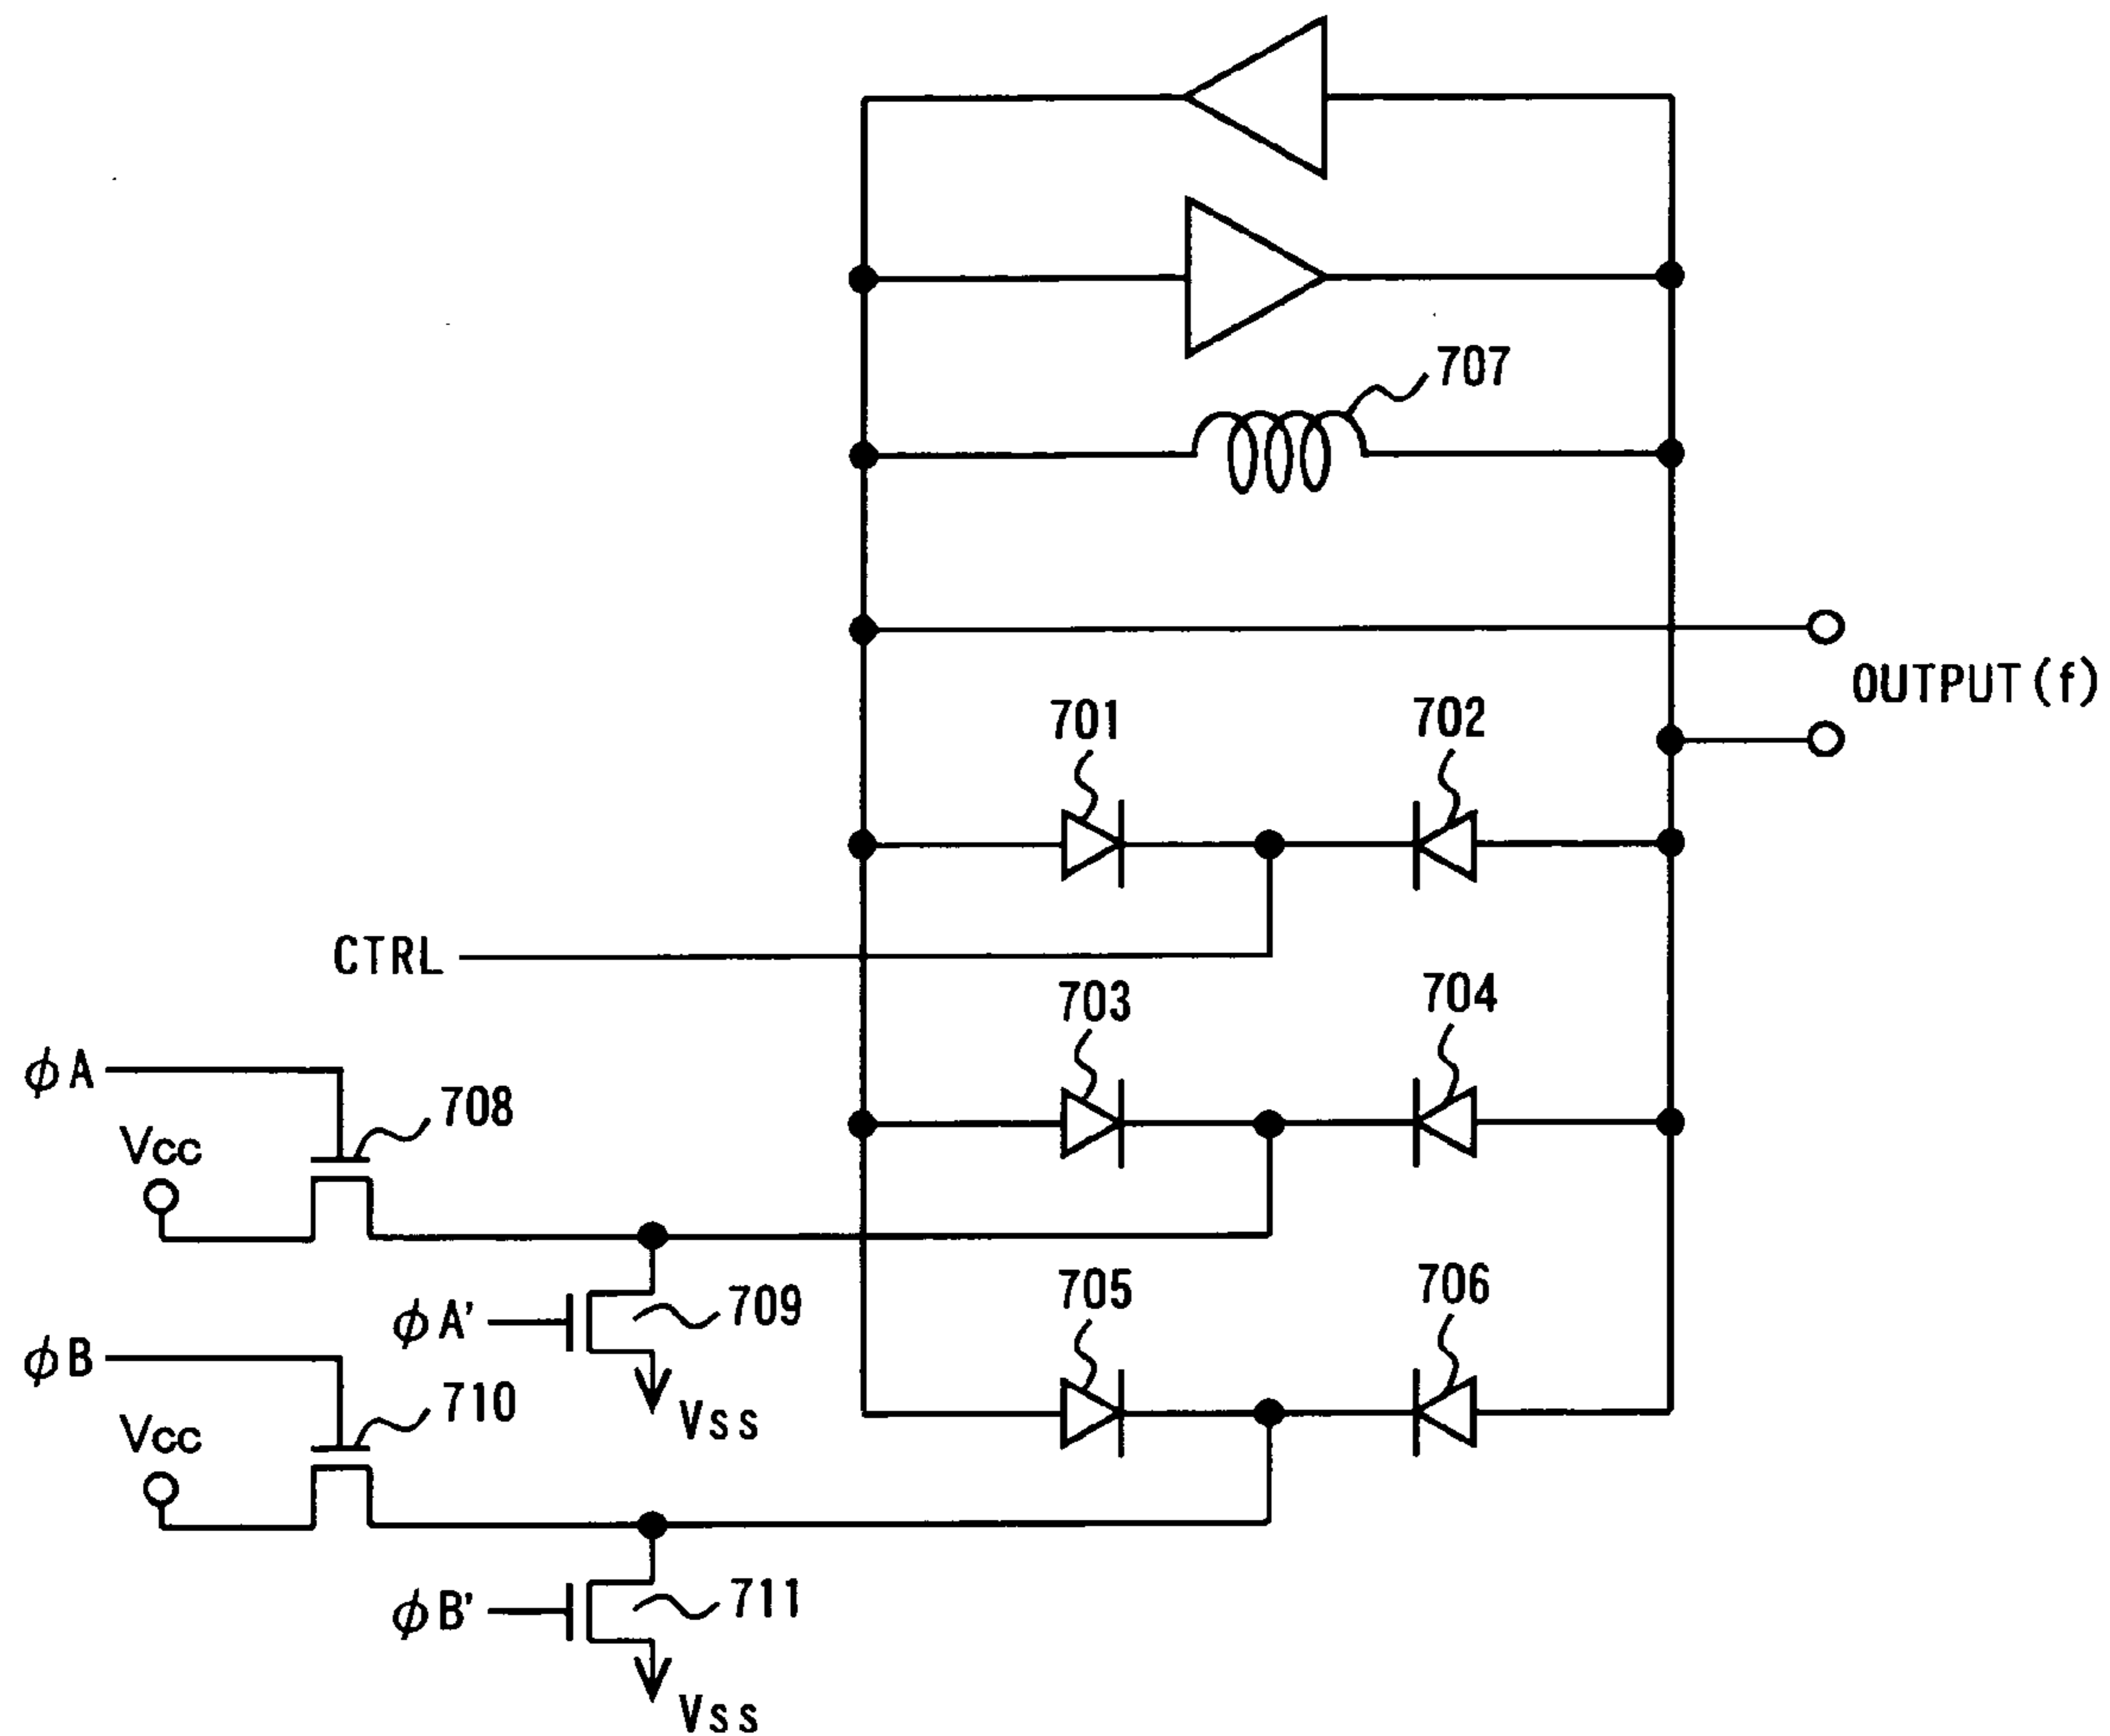 707
OUTPUT(f)
701
702
CTRL
703
704
φA
708
Vcc
705
706
φA'
709
φB
710
Vss
Vcc
φB'
711
Vss